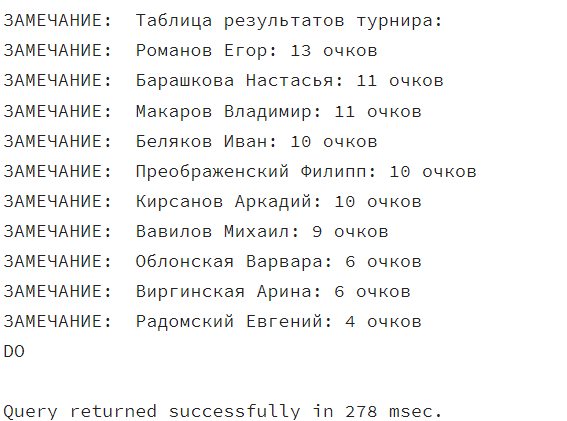 ЗАМЕЧАНИЕ:  Таблица результатов турнира:
ЗАМЕЧАНИЕ:  Романов Егор: 13 очков
ЗАМЕЧАНИЕ:  Барашкова Настасья: 11 очков
ЗАМЕЧАНИЕ:  Макаров Владимир: 11 очков
ЗАМЕЧАНИЕ:  Беляков Иван: 10 очков
ЗАМЕЧАНИЕ:  Преображенский Филипп: 10 очков
ЗАМЕЧАНИЕ:  Кирсанов Аркадий: 10 очков
ЗАМЕЧАНИЕ:  Вавилов Михаил: 9 очков
ЗАМЕЧАНИЕ:  Облонская Варвара: 6 очков
ЗАМЕЧАНИЕ:  Виргинская Арина: 6 очков
ЗАМЕЧАНИЕ:  Радомский Евгений: 4 очков
DO
Query returned successfully in 278 msec.